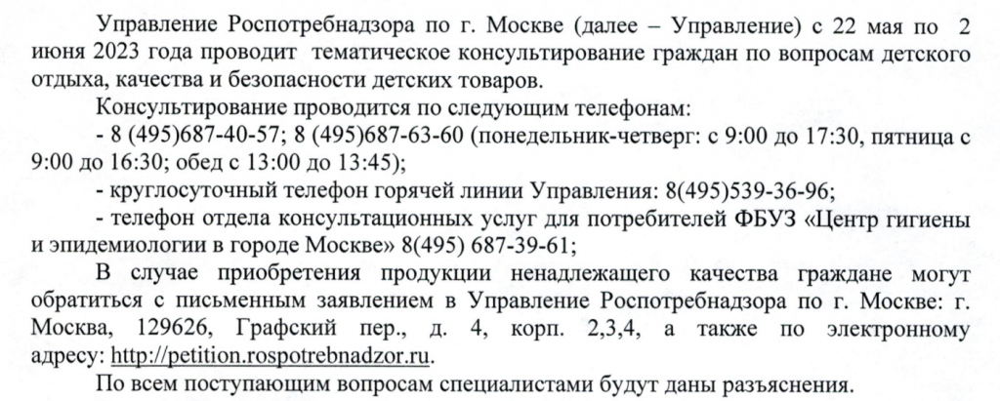 Управление Роспотребнадзора по г. Москве (далее – Управление) с 22 мая по 2
июня 2023 года проводит тематическое консультирование граждан по вопросам детского
отдыха, качества и безопасности детских товаров.
Консультирование проводится по следующим телефонам:
- 8 (495)687-40-57; 8 (495)687-63-60 (понедельник-четверг: с 9:00 до 17:30, пятница с
9:00 до 16:30; обед с 13:00 до 13:45);
- круглосуточный телефон горячей линии Управления: 8(495)539-36-96;
- телефон отдела консультационных услуг для потребителей ФБУЗ «Центр гигиены
и эпидемиологии в городе Москве» 8(495) 687-39-61;
В случае приобретения продукции ненадлежащего качества граждане могут
обратиться с письменным заявлением в Управление Роспотребнадзора по г. Москве: г.
Москва, 129626, Графский пер., д. 4, корп. 2,3,4, а также по электронному
адресу: http://petition.rospotrebnadzor.ru.
По всем поступающим вопросам специалистами будут даны разъяснения.